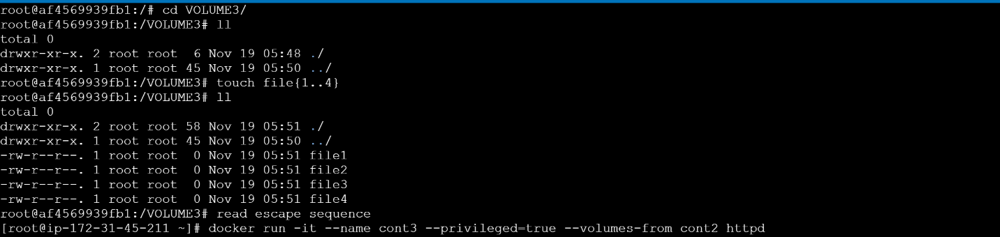 root@af4569939fb1:/# cd VOLUME3/
root@af4569939fb1:/VOLUME3# ll
total 0
drwxr-xr-x. 2 root root  6 Nov 19 05:48 ./
drwxr-xr-x. 1 root root 45 Nov 19 05:50 ../
root@af4569939fb1:/VOLUME3# touch file{1..4}
root@af4569939fb1:/VOLUME3# ll
total 0
drwxr-xr-x. 2 root root 58 Nov 19 05:51 ./
drwxr-xr-x. 1 root root 45 Nov 19 05:50 ../
-rw-r--r--. 1 root root  0 Nov 19 05:51 file1
-rw-r--r--. 1 root root  0 Nov 19 05:51 file2
-rw-r--r--. 1 root root  0 Nov 19 05:51 file3
-rw-r--r--. 1 root root  0 Nov 19 05:51 file4
root@af4569939fb1:/VOLUME3# read escape sequence
[root@ip-172-31-45-211 ~]# docker run -it --name cont3 --privileged=true --volumes-from cont2 httpd